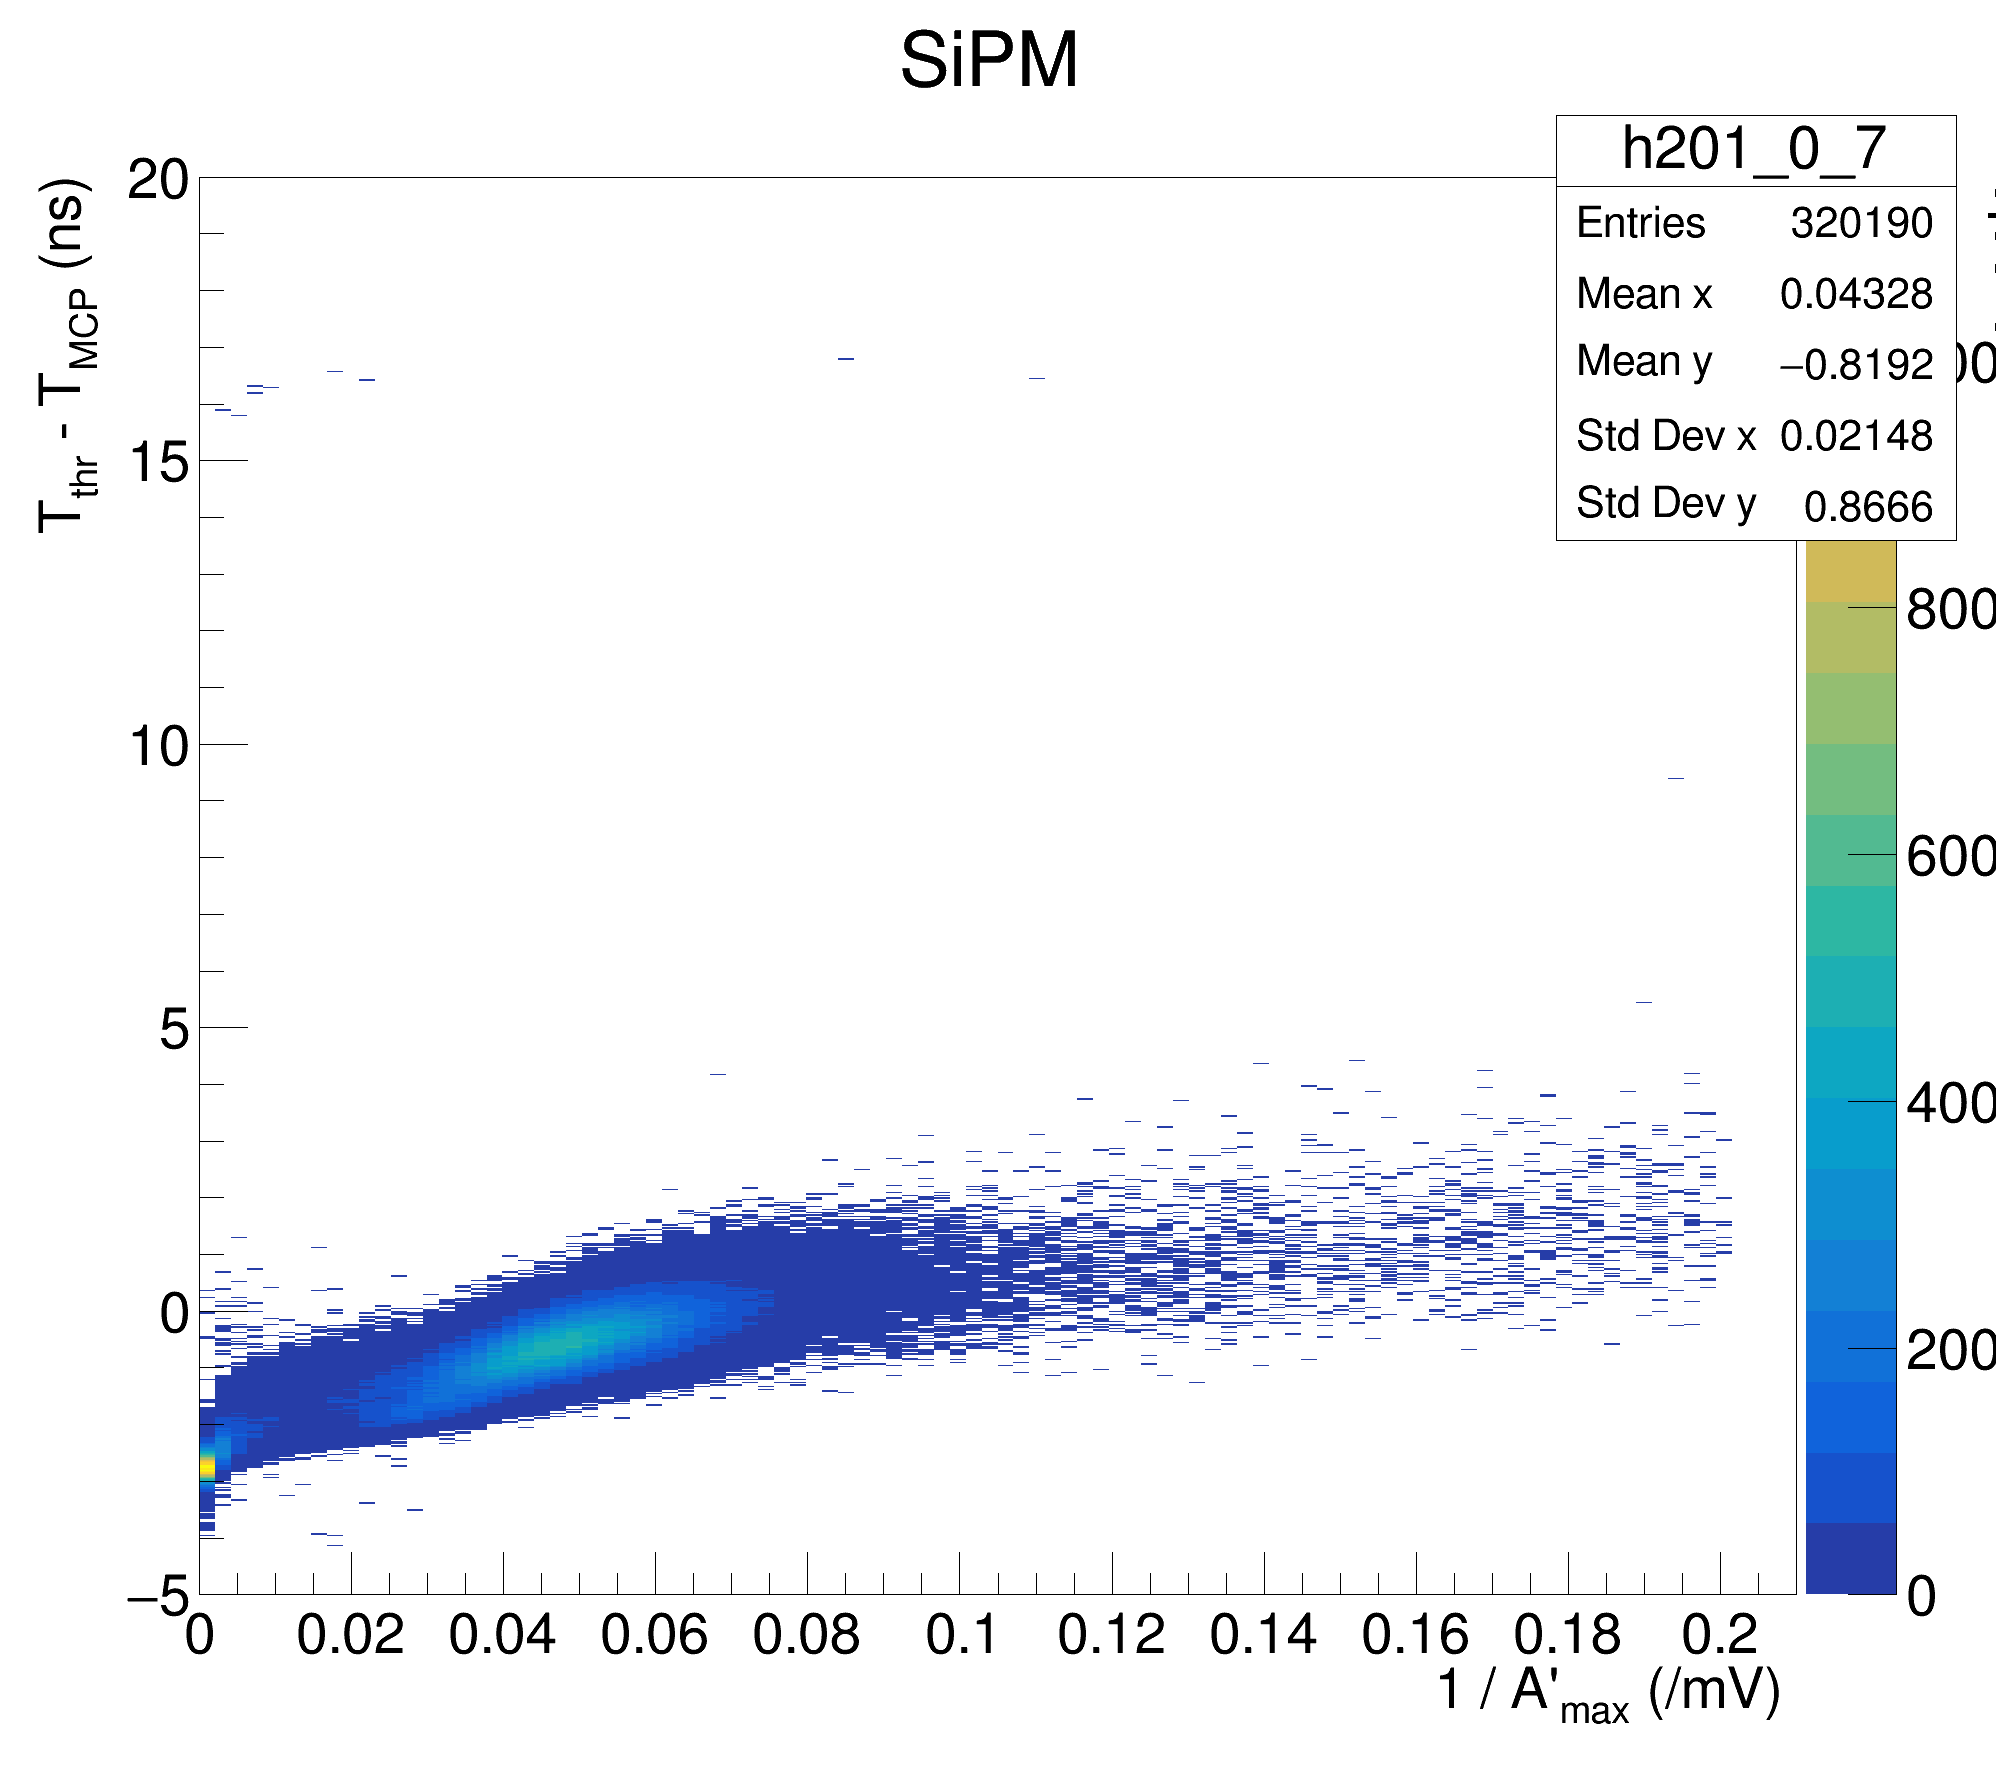 SiPM
h201_0_7
Entries 320190
Mean x 0.04328
Mean y −0.8192
Std Dev x 0.02148
Std Dev y 0.8666
T_thr - T_MCP (ns)
20
15
10
5
0
−5
0 0.02 0.04 0.06 0.08 0.1 0.12 0.14 0.16 0.18 0.2
1 / A'_max (/mV)
800
600
400
200
0